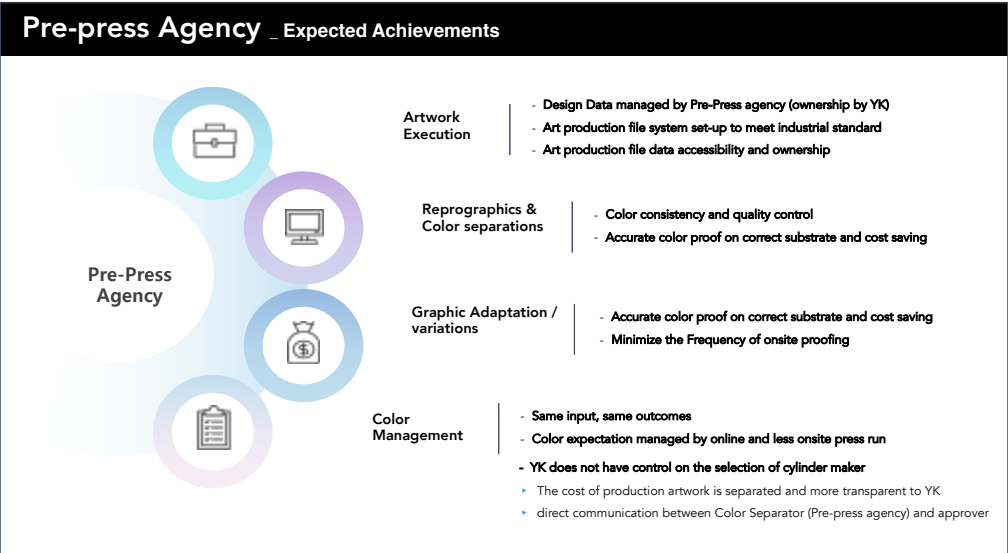 Pre-press Agency _ Expected Achievements
Pre-Press
Agency
Artwork
Execution
- Design Data managed by Pre-Press agency (ownership by YK)
- Art production file system set-up to meet industrial standard
- Art production file data accessibility and ownership
Reprographics &
Color separations
- Color consistency and quality control
- Accurate color proof on correct substrate and cost saving
Graphic Adaptation /
variations
- Accurate color proof on correct substrate and cost saving
- Minimize the Frequency of onsite proofing
Color
Management
- Same input, same outcomes
- Color expectation managed by online and less onsite press run
- YK does not have control on the selection of cylinder maker
‣ The cost of production artwork is separated and more transparent to YK
‣ direct communication between Color Separator (Pre-press agency) and approver